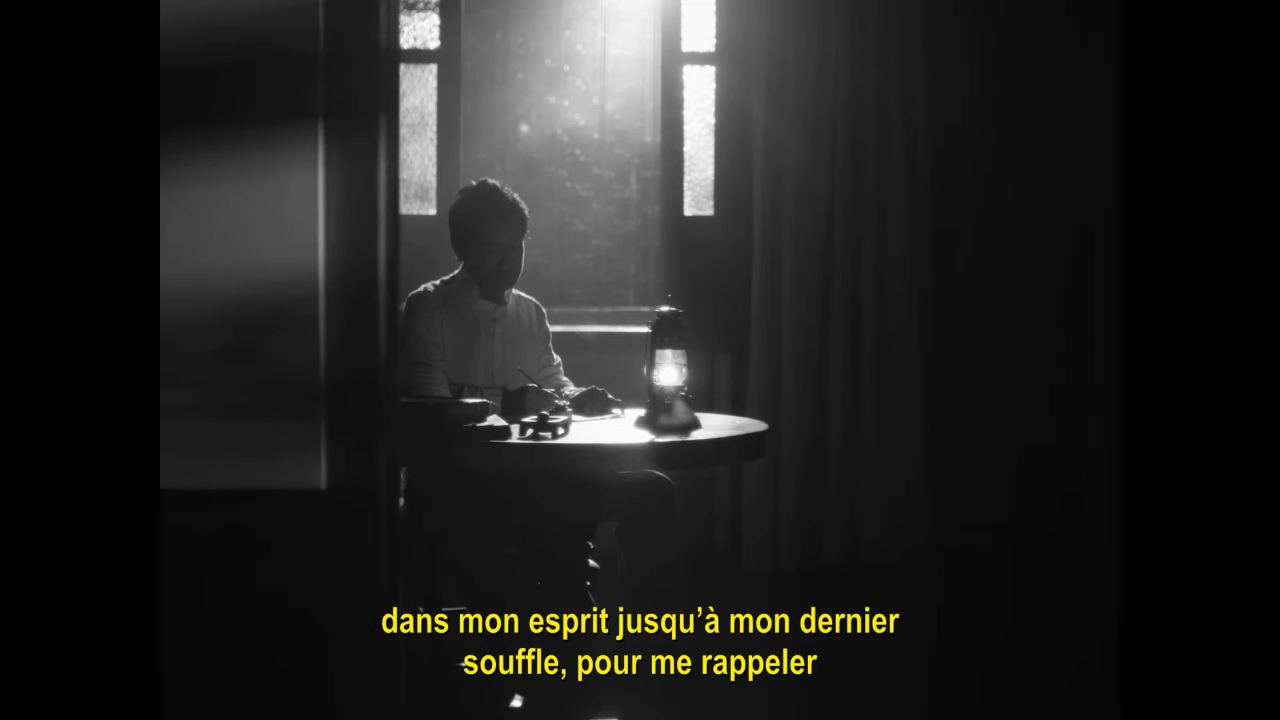 dans mon esprit jusqu’à mon dernier
souffle, pour me rappeler